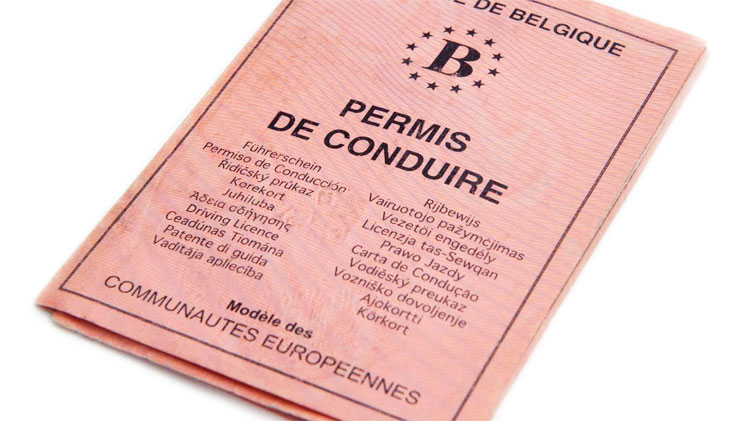 E DE BELGIQUE
B
PERMIS
DE CONDUIRE
Führerschein
Permiso de Conducción
Řidičský průkaz
Korekort
Juhiluba
Άδεια οδήγησης
Driving Licence
Ceadúnas Tiomána
Patente di guida
Vadītāja apliecība
Rijbewijs
Vairuotojo pažymėjimas
Vezetói engedély
Licenzja tas-Sewqan
Prawo Jazdy
Carta de Condução
Vodičský preukaz
Vozniško dovoljenje
Ajokortti
Körkort
Modèle des
COMMUNAUTES EUROPEENNES